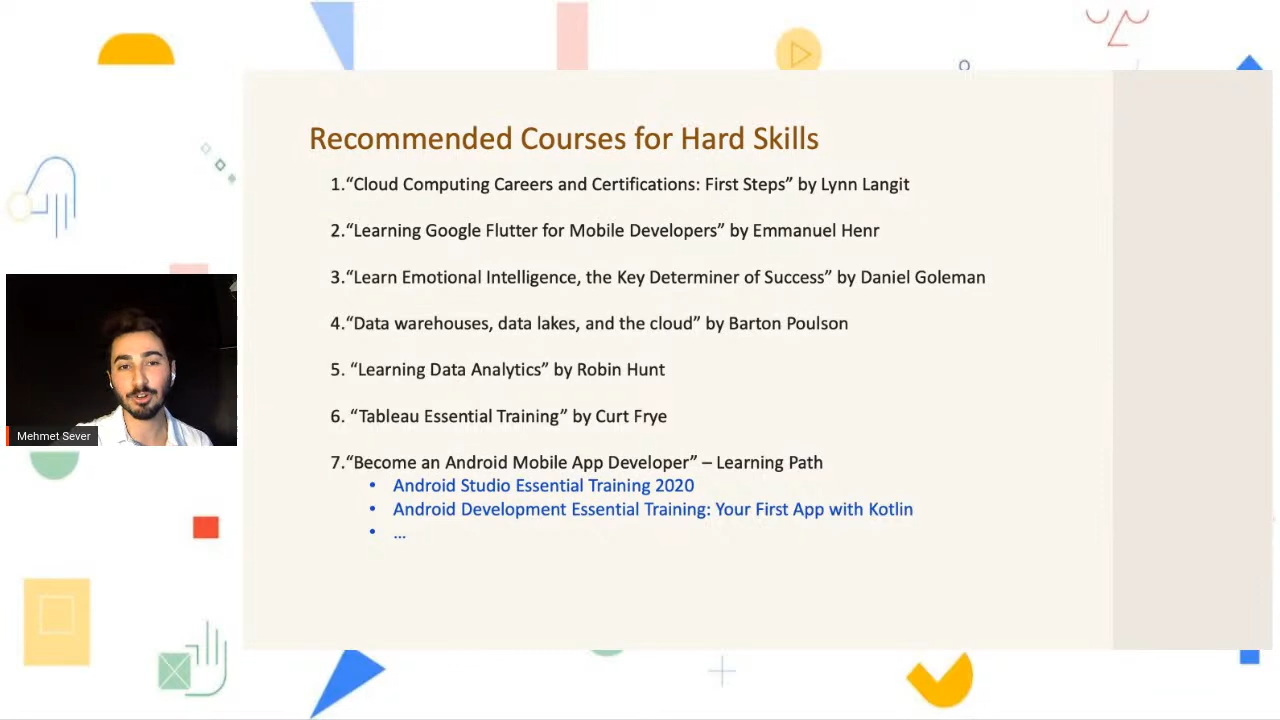 Recommended Courses for Hard Skills
1.“Cloud Computing Careers and Certifications: First Steps” by Lynn Langit
2.“Learning Google Flutter for Mobile Developers” by Emmanuel Henr
3.“Learn Emotional Intelligence, the Key Determiner of Success” by Daniel Goleman
4.“Data warehouses, data lakes, and the cloud” by Barton Poulson
5. “Learning Data Analytics” by Robin Hunt
6. “Tableau Essential Training” by Curt Frye
7.“Become an Android Mobile App Developer” – Learning Path
• Android Studio Essential Training 2020
• Android Development Essential Training: Your First App with Kotlin
• ...
Mehmet Sever